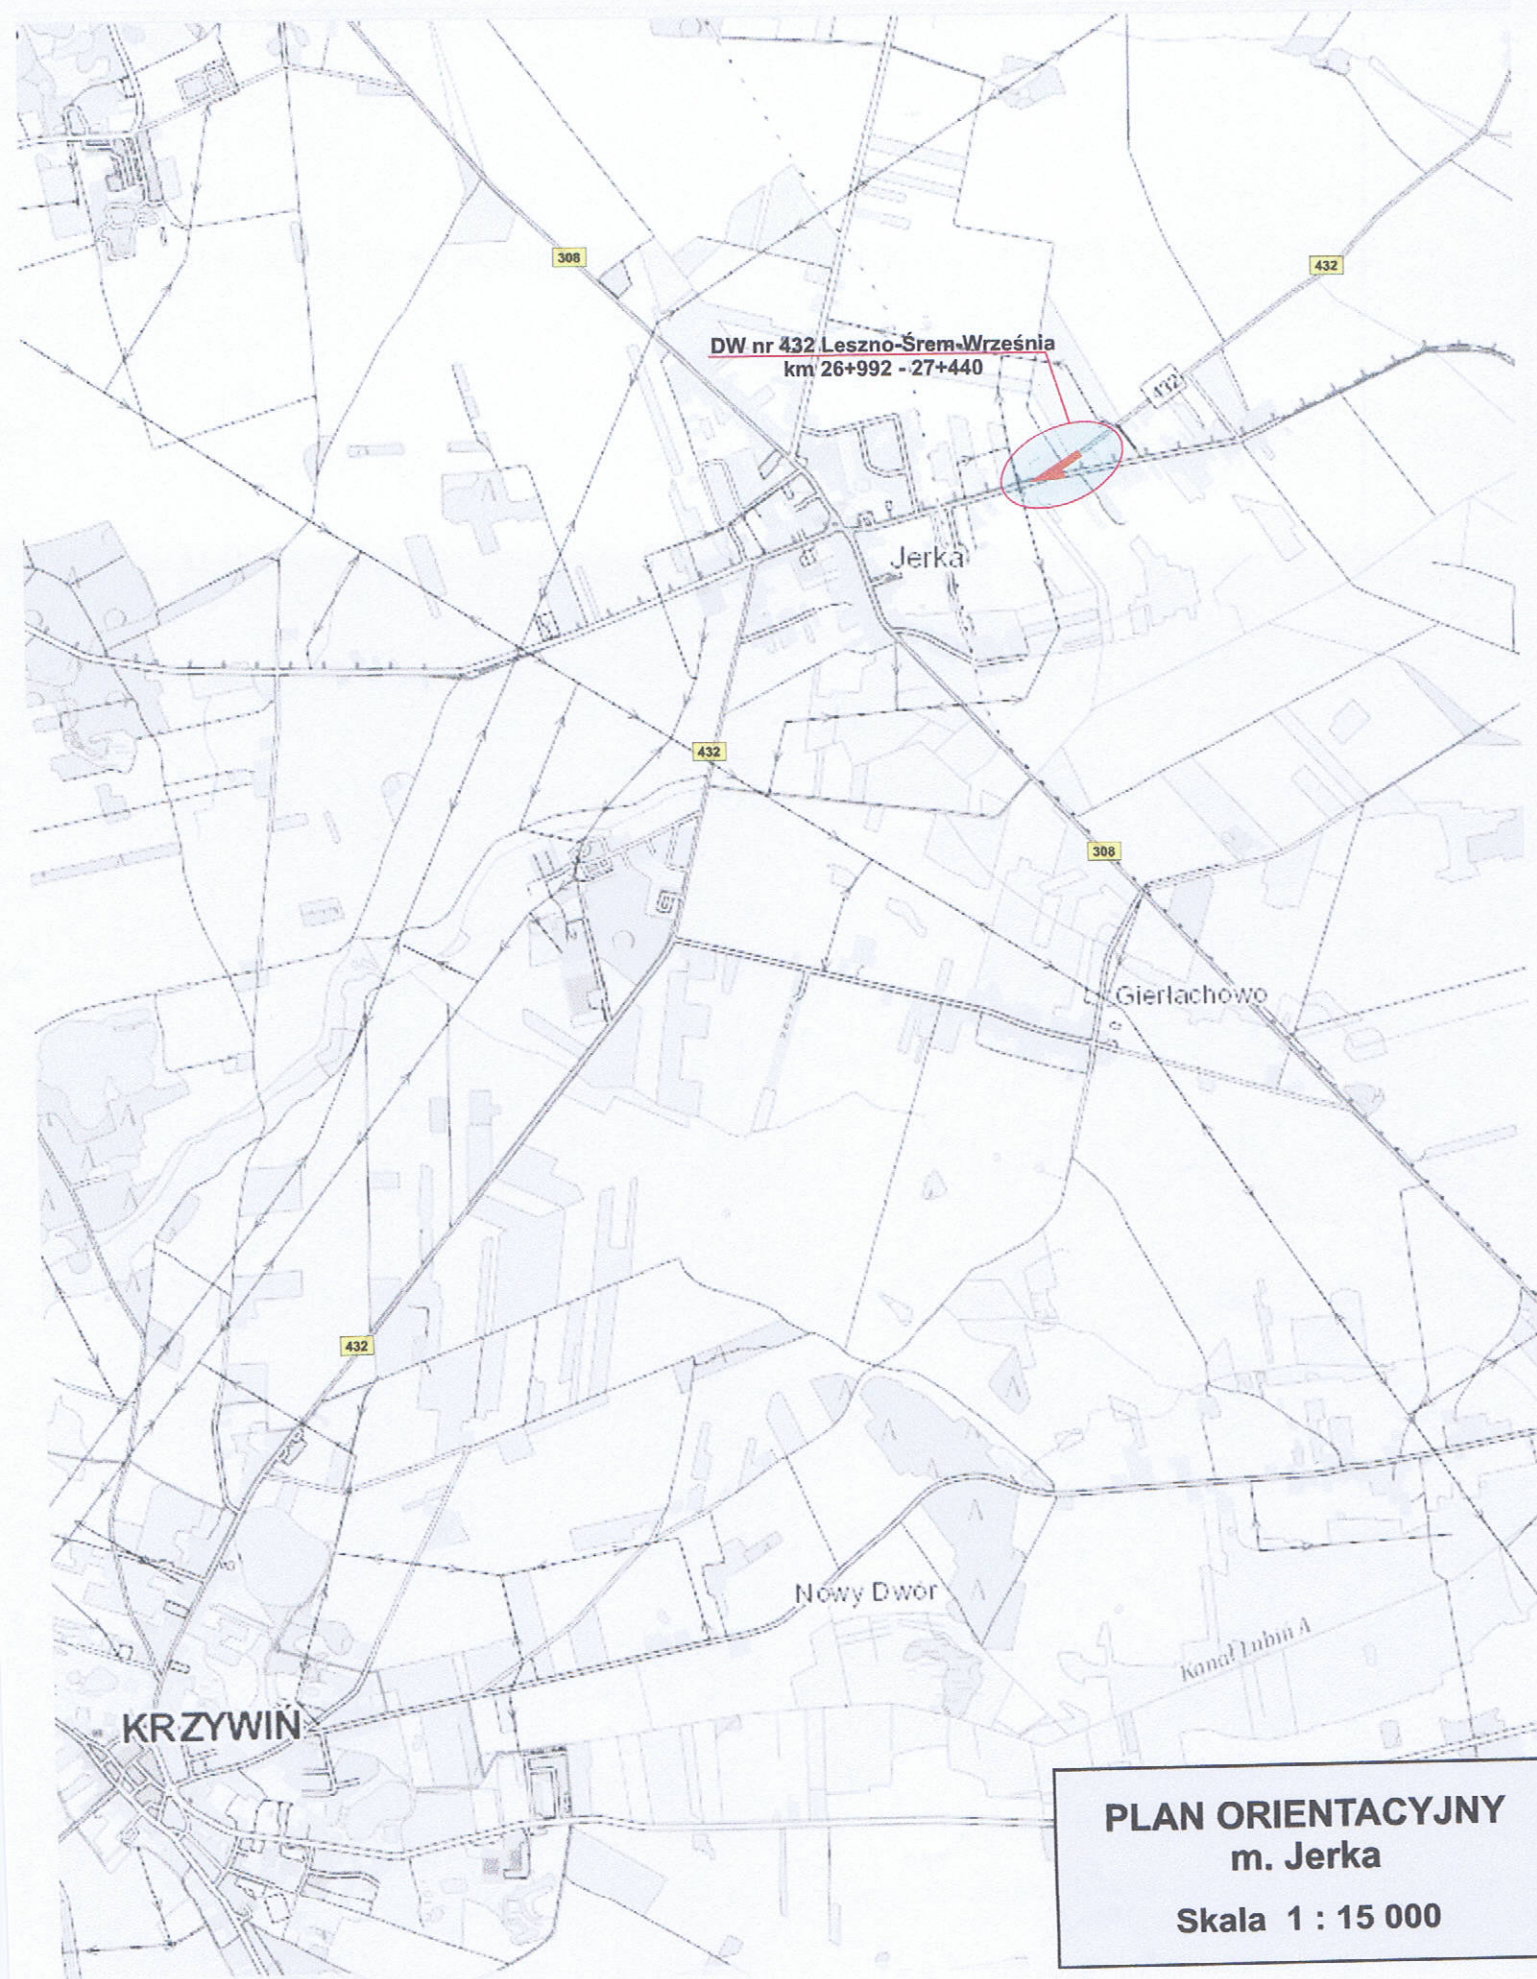 308
432
DW nr 432 Leszno-Śrem-Września
km 26+992 - 27+440
432
Jerka
432
308
Gierłachowo
432
Nowy Dwór
Kanał Lubiń A
KRZYWIŃ
PLAN ORIENTACYJNY
m. Jerka
Skala 1 : 15 000